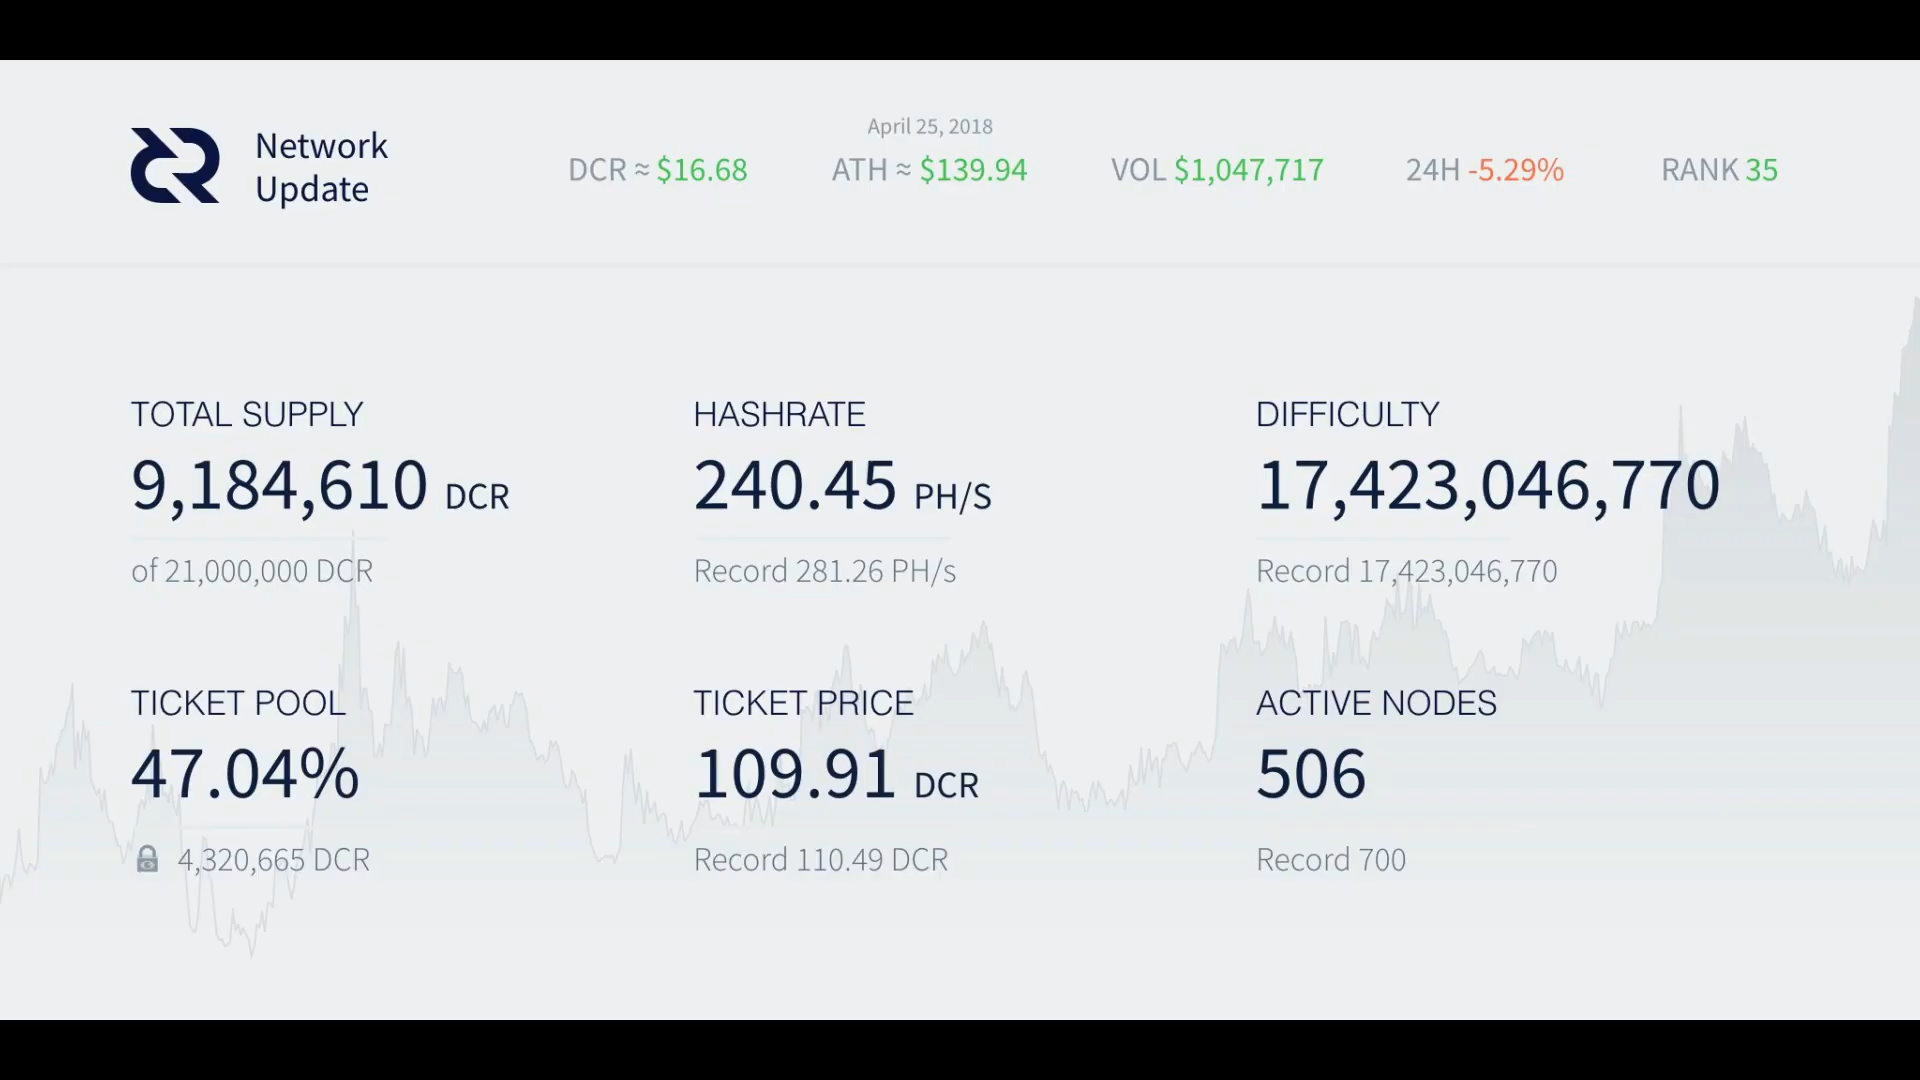 Network
Update
April 25, 2018
DCR ≈ $16.68
ATH ≈ $139.94
VOL $1,047,717
24H -5.29%
RANK 35
TOTAL SUPPLY
9,184,610 DCR
of 21,000,000 DCR
HASHRATE
240.45 PH/S
Record 281.26 PH/s
DIFFICULTY
17,423,046,770
Record 17,423,046,770
TICKET POOL
47.04%
4,320,665 DCR
TICKET PRICE
109.91 DCR
Record 110.49 DCR
ACTIVE NODES
506
Record 700